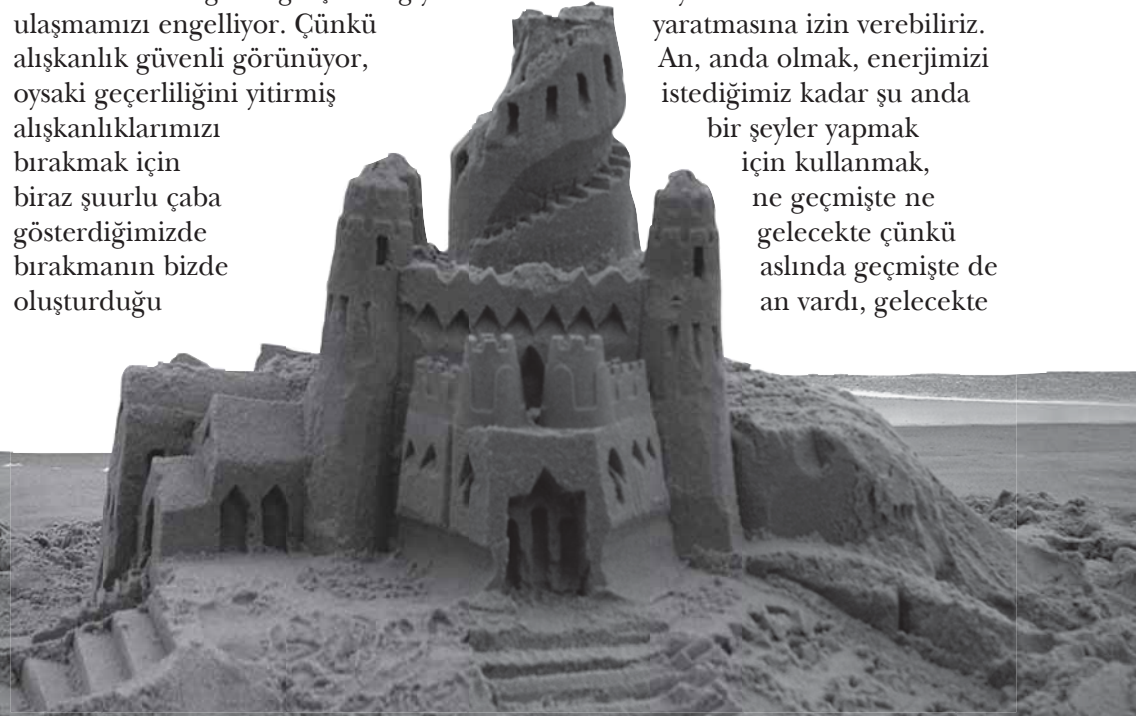 ulaşmamızı engelliyor. Çünkü
alışkanlık güvenli görünüyor,
oysaki geçerliliğini yitirmiş
alışkanlıklarımızı
bırakmak için
biraz şuurlu çaba
gösterdiğimizde
bırakmanın bizde
oluşturduğu
yaratmasına izin verebiliriz.
An, anda olmak, enerjimizi
istediğimiz kadar şu anda
bir şeyler yapmak
için kullanmak,
ne geçmişte ne
gelecekte çünkü
aslında geçmişte de
an vardı, gelecekte